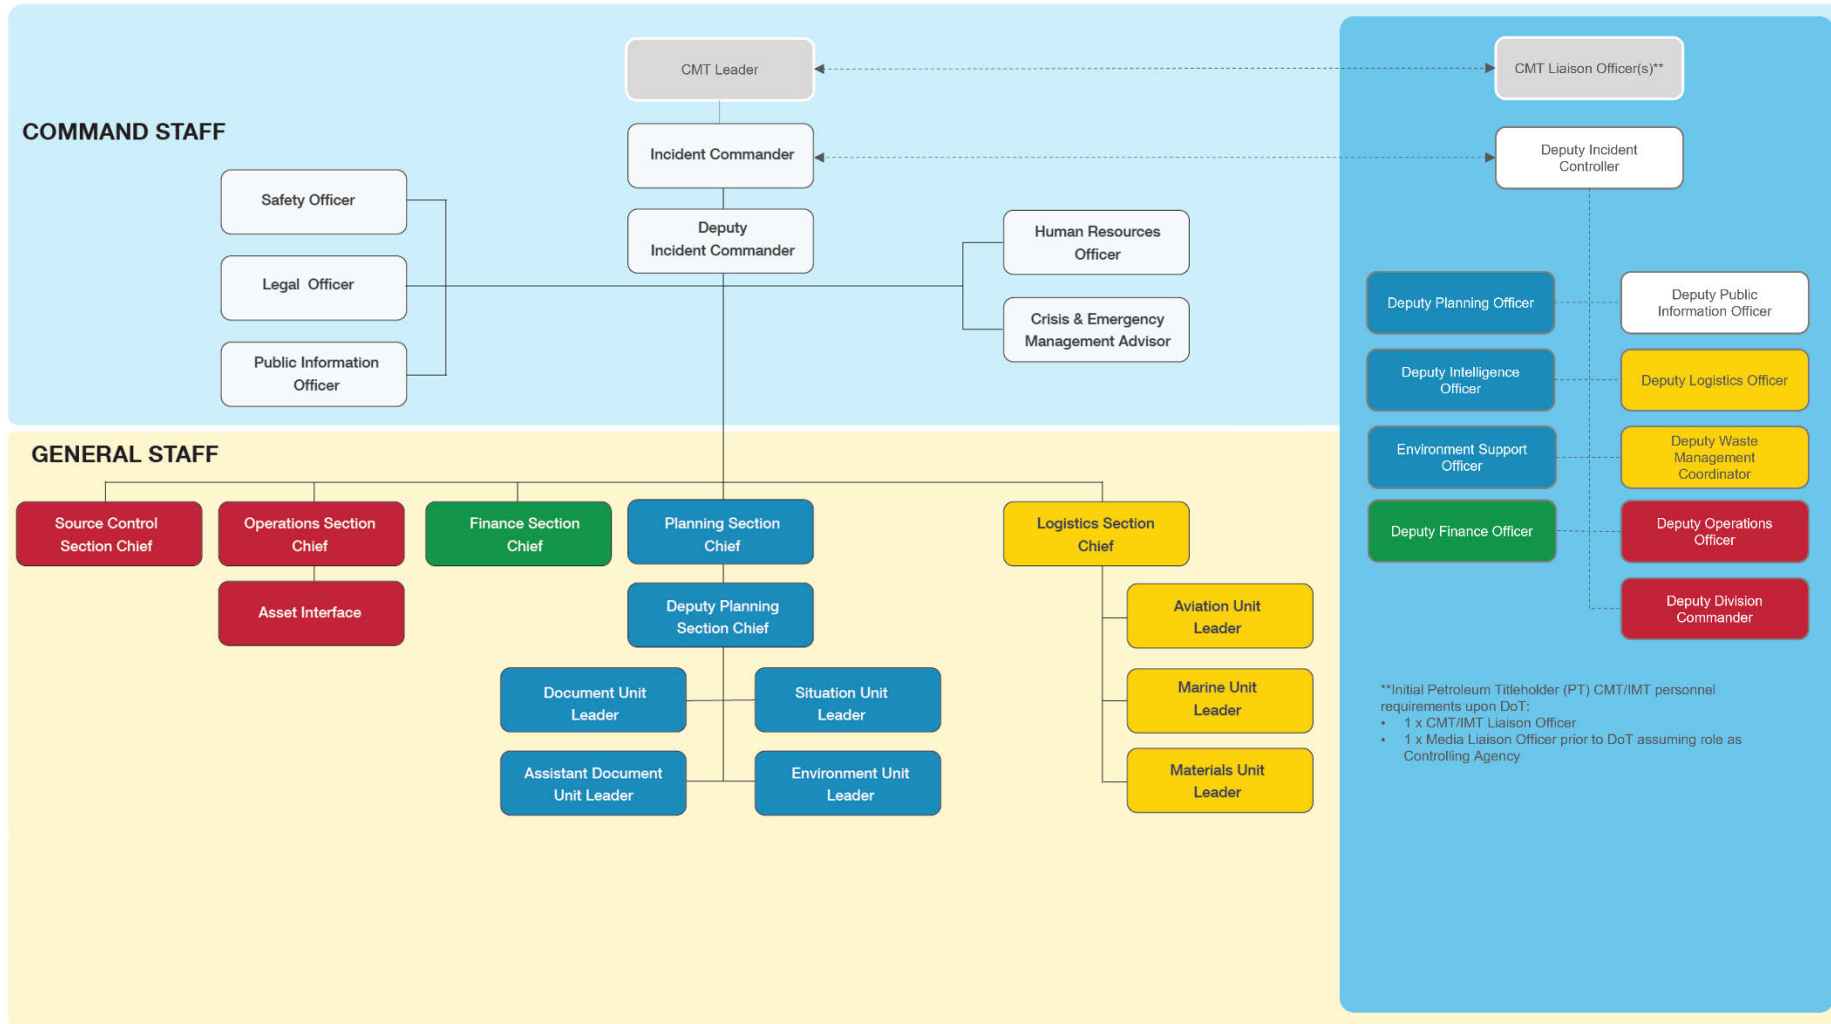 CMT Leader
CMT Liaison Officer(s)**
COMMAND STAFF
Incident Commander
Deputy Incident
Controller
Safety Officer
Deputy
Incident Commander
Human Resources
Officer
Legal Officer
Crisis & Emergency
Management Advisor
Public Information
Officer
Deputy Planning Officer
Deputy Public
Information Officer
Deputy Intelligence
Officer
Deputy Logistics Officer
Environment Support
Officer
Deputy Waste
Management
Coordinator
Deputy Finance Officer
Deputy Operations
Officer
Deputy Division
Commander
GENERAL STAFF
Source Control
Section Chief
Operations Section
Chief
Finance Section
Chief
Planning Section
Chief
Logistics Section
Chief
Asset Interface
Deputy Planning
Section Chief
Aviation Unit
Leader
Document Unit
Leader
Situation Unit
Leader
Marine Unit
Leader
Assistant Document
Unit Leader
Environment Unit
Leader
Materials Unit
Leader
**Initial Petroleum Titleholder (PT) CMT/IMT personnel
requirements upon DoT:
• 1 x CMT/IMT Liaison Officer
• 1 x Media Liaison Officer prior to DoT assuming role as
Controlling Agency